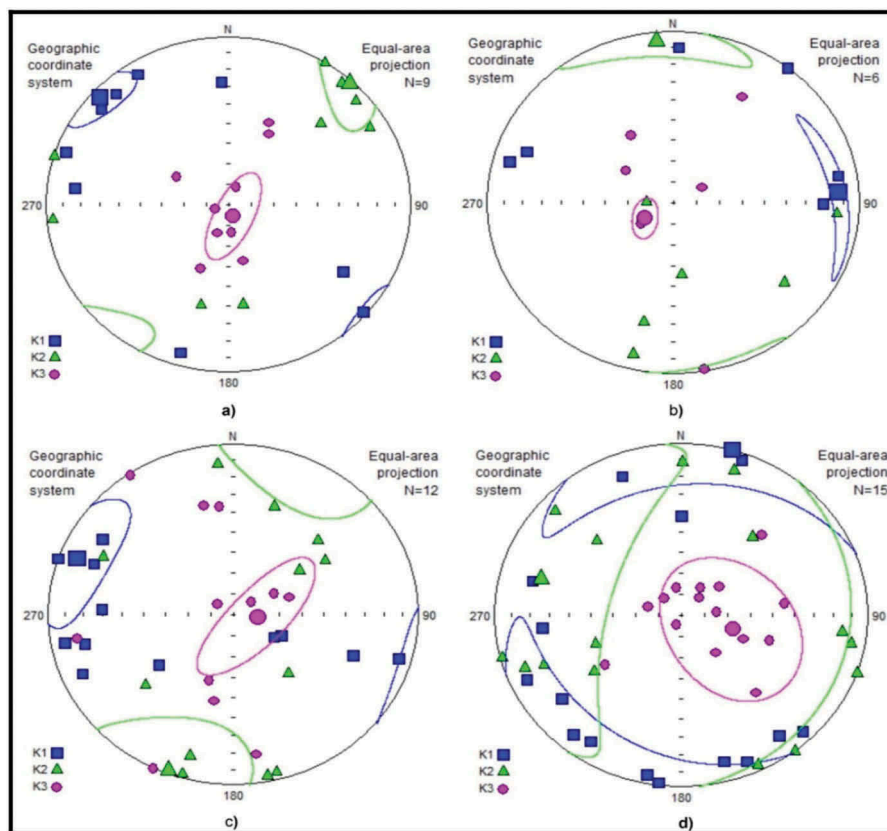 Geographic
coordinate
system
N
Equal-area
projection
N=9
270
90
K1
K2
K3
180
a)
Geographic
coordinate
system
N
Equal-area
projection
N=6
270
90
K1
K2
K3
180
b)
Geographic
coordinate
system
N
Equal-area
projection
N=12
270
90
K1
K2
K3
180
c)
Geographic
coordinate
system
N
Equal-area
projection
N=15
270
90
K1
K2
K3
180
d)